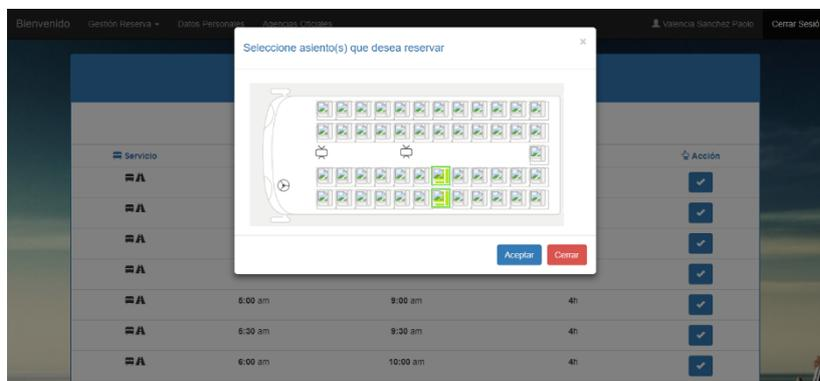 Bienvenido Gestión Reserva Datos Personales Agencias Oficiales Valencia Sanchez Paolo Cerrar Sesió
Seleccione asiento(s) que desea reservar ×
Servicio Acción
Aceptar Cerrar
5:00 am 9:00 am 4h
5:30 am 9:30 am 4h
6:00 am 10:00 am 4h